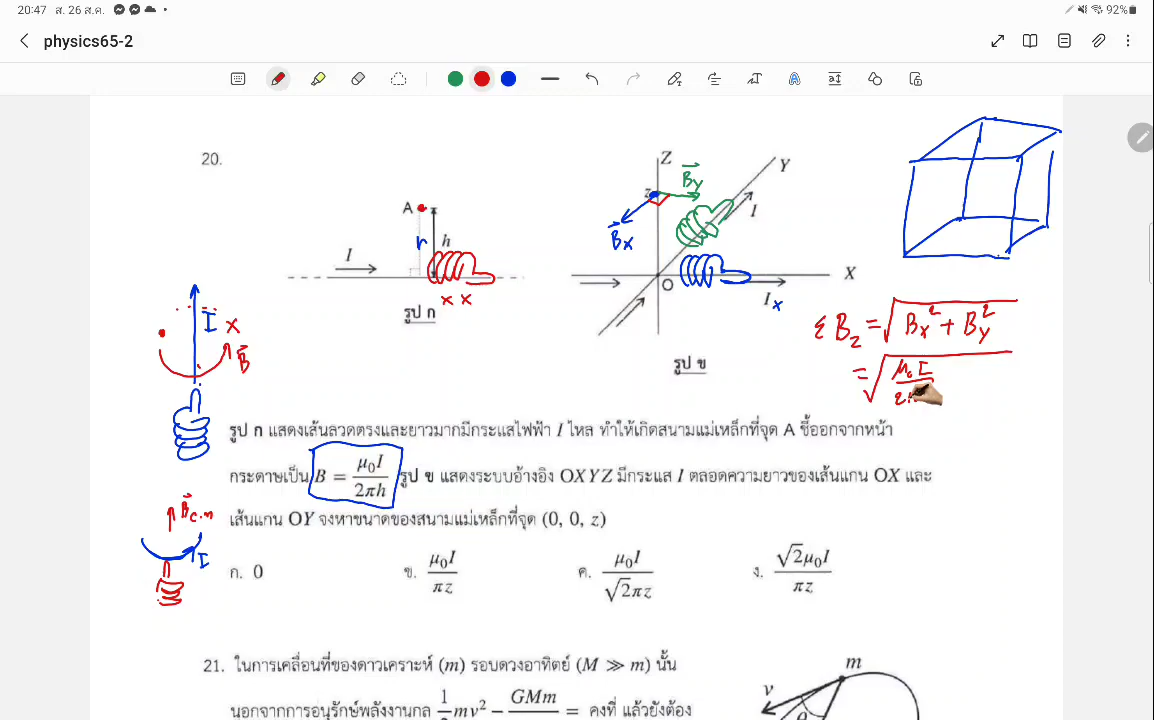 20:47 ส. 26 ส.ค. 92%
physics65-2
20.
A
r
h
I
x x
รูป ก
Z
z
Y
B⃗y
B⃗x
I
O
X
I x
รูป ข
I x
B⃗
ΣB_z = √(Bx² + By²)
= √(μ₀I / 2π
รูป ก แสดงเส้นลวดตรงและยาวมากมีกระแสไฟฟ้า I ไหล ทำให้เกิดสนามแม่เหล็กที่จุด A ชี้ออกจากหน้า
กระดาษเป็น B = μ₀I / 2πh รูป ข แสดงระบบอ้างอิง OXYZ มีกระแส I ตลอดความยาวของเส้นแกน OX และ
เส้นแกน OY จงหาขนาดของสนามแม่เหล็กที่จุด (0, 0, z)
B⃗c.m
I
ก. 0 ข. μ₀I / πz ค. μ₀I / √2πz ง. √2μ₀I / πz
21. ในการเคลื่อนที่ของดาวเคราะห์ (m) รอบดวงอาทิตย์ (M ≫ m) นั้น
นอกจากการอนุรักษ์พลังงานกล ½mv² − GMm = คงที่ แล้วยังต้อง
m
v
θ